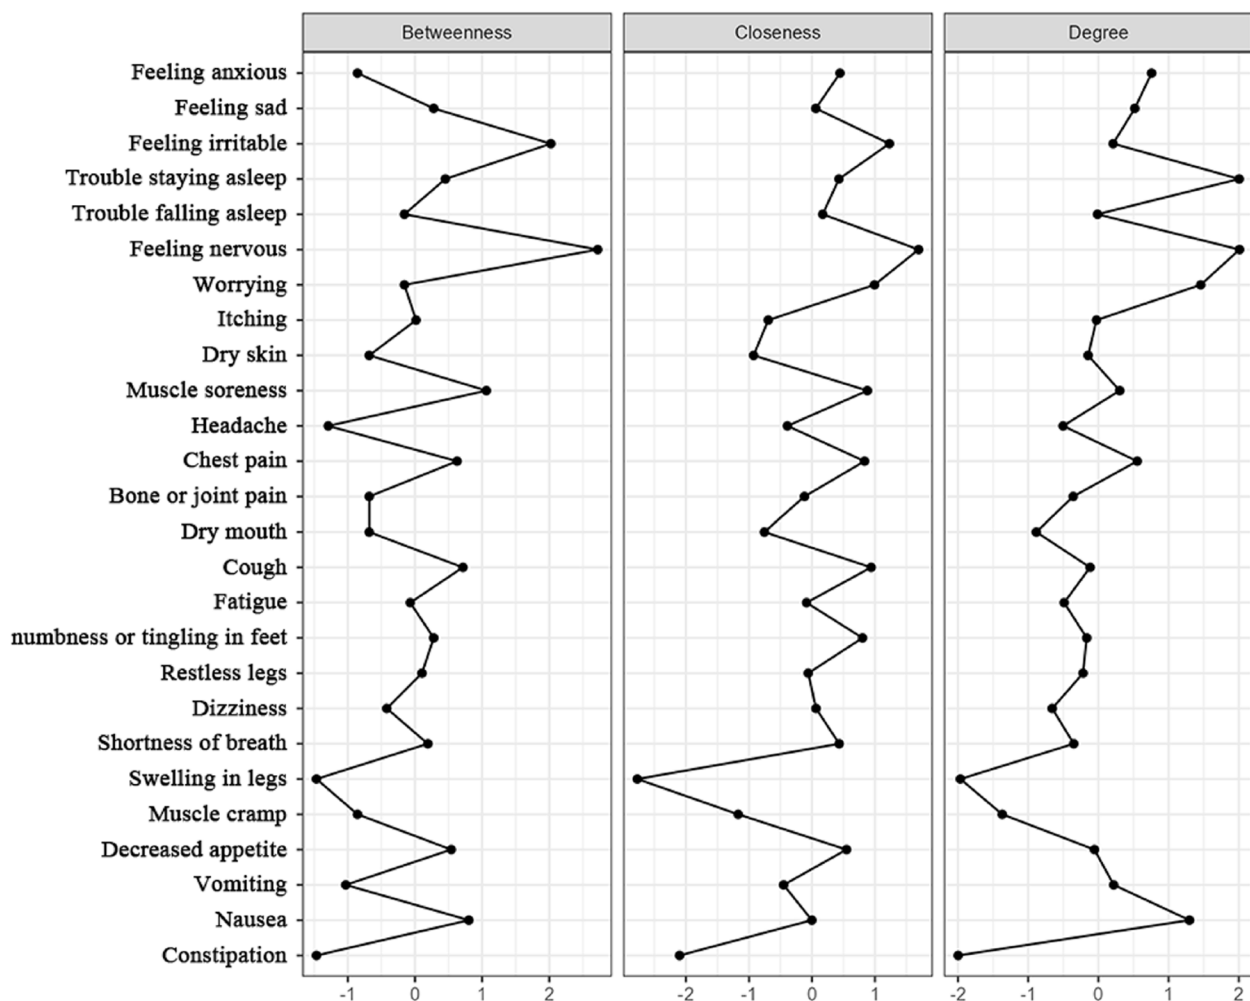 Betweenness Closeness Degree
Feeling anxious
Feeling sad
Feeling irritable
Trouble staying asleep
Trouble falling asleep
Feeling nervous
Worrying
Itching
Dry skin
Muscle soreness
Headache
Chest pain
Bone or joint pain
Dry mouth
Cough
Fatigue
numbness or tingling in feet
Restless legs
Dizziness
Shortness of breath
Swelling in legs
Muscle cramp
Decreased appetite
Vomiting
Nausea
Constipation
-1 0 1 2 -2 -1 0 1 -2 -1 0 1 2